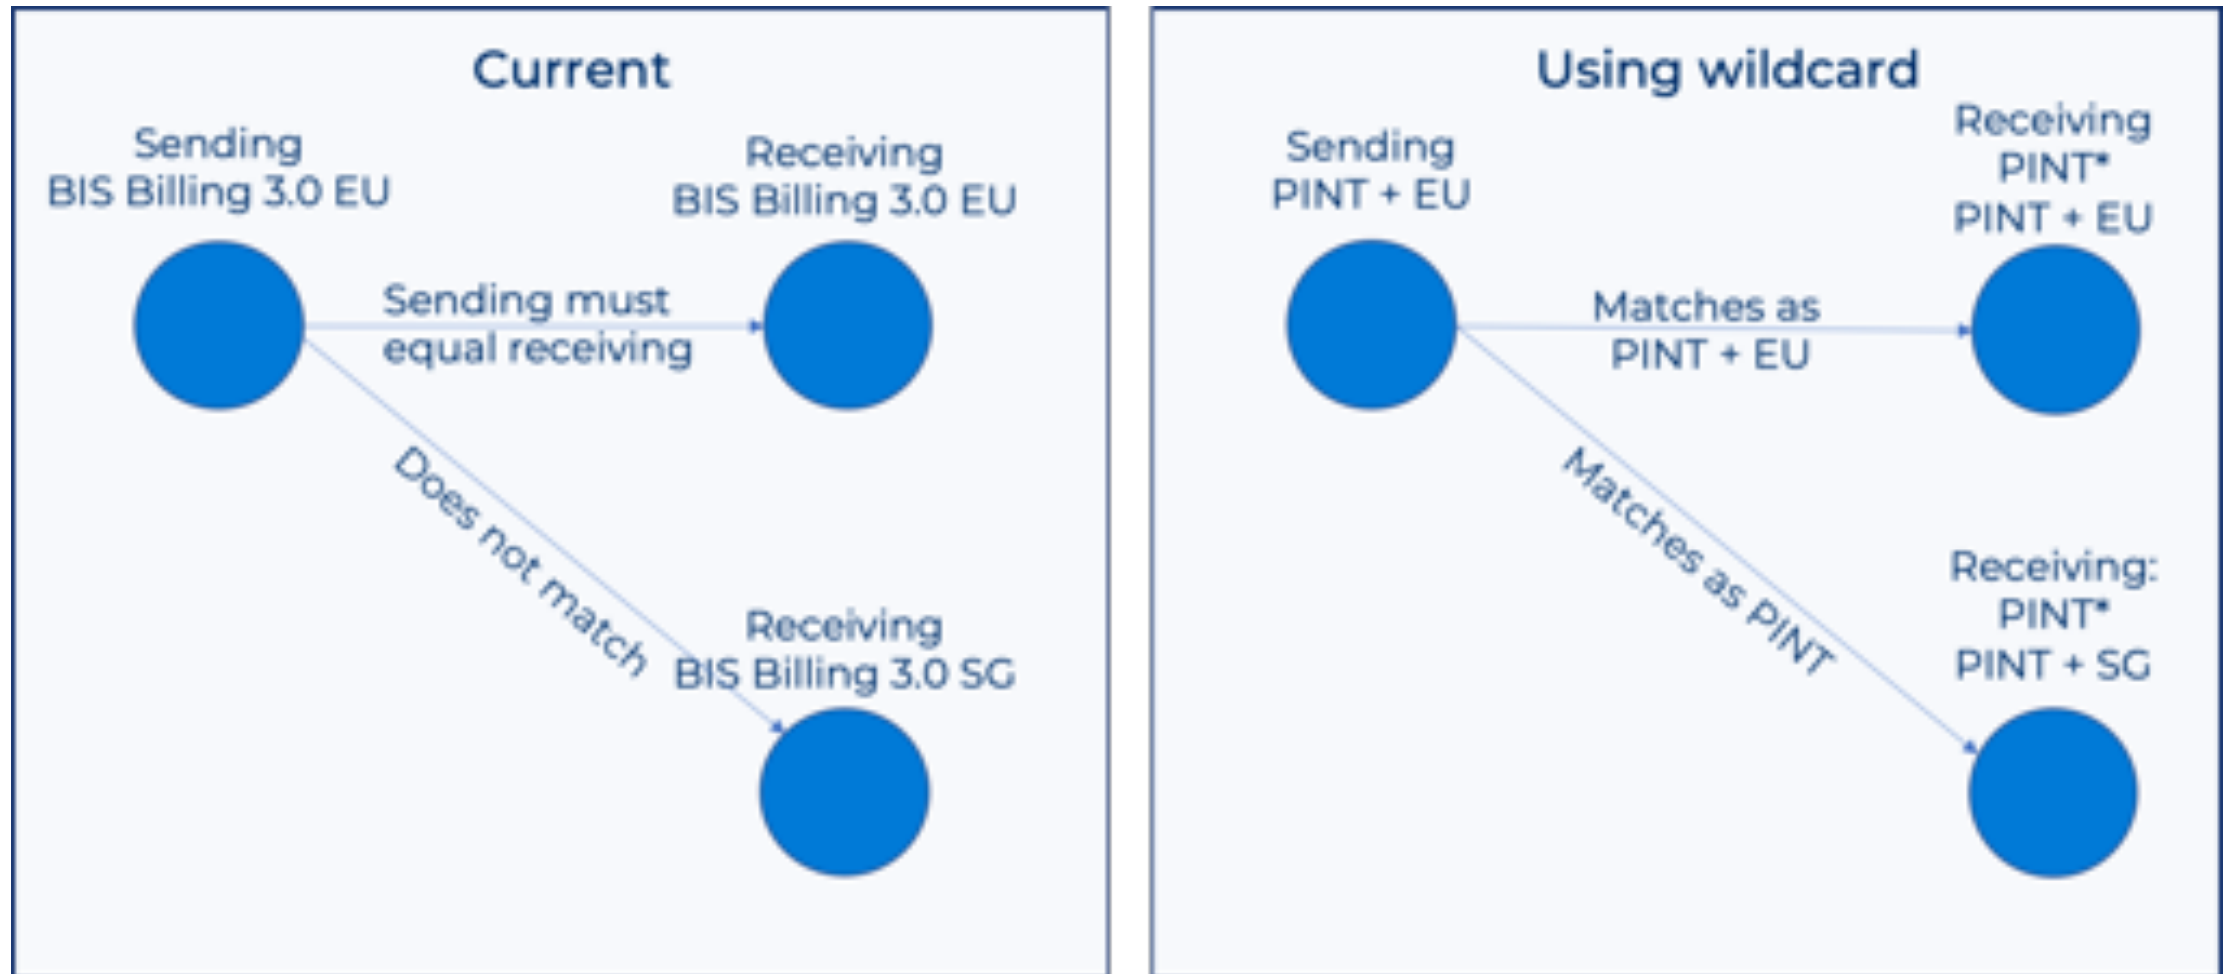 Current
Sending
BIS Billing 3.0 EU
Receiving
BIS Billing 3.0 EU
Sending must
equal receiving
Does not match
Receiving
BIS Billing 3.0 SG
Using wildcard
Sending
PINT + EU
Receiving
PINT*
PINT + EU
Matches as
PINT + EU
Matches as PINT
Receiving:
PINT*
PINT + SG